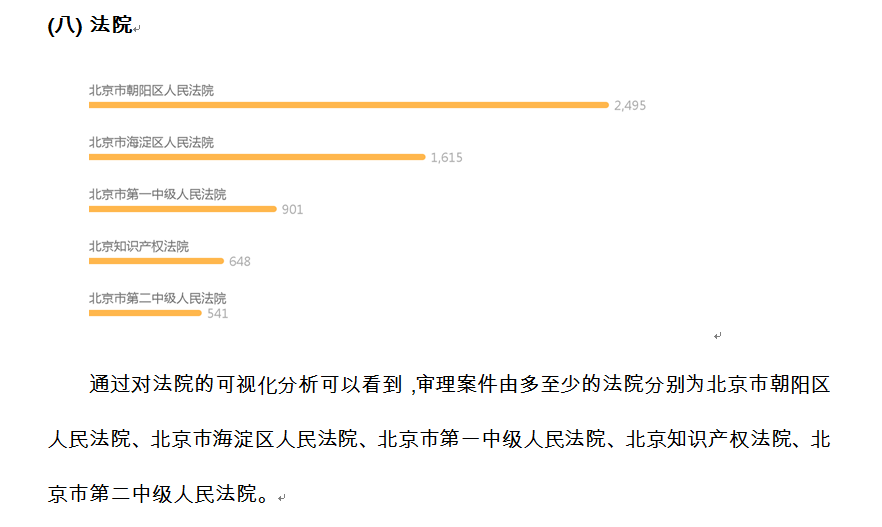 (八) 法院
北京市朝阳区人民法院
2,495
北京市海淀区人民法院
1,615
北京市第一中级人民法院
901
北京知识产权法院
648
北京市第二中级人民法院
541
通过对法院的可视化分析可以看到,审理案件由多至少的法院分别为北京市朝阳区
人民法院、北京市海淀区人民法院、北京市第一中级人民法院、北京知识产权法院、北
京市第二中级人民法院。